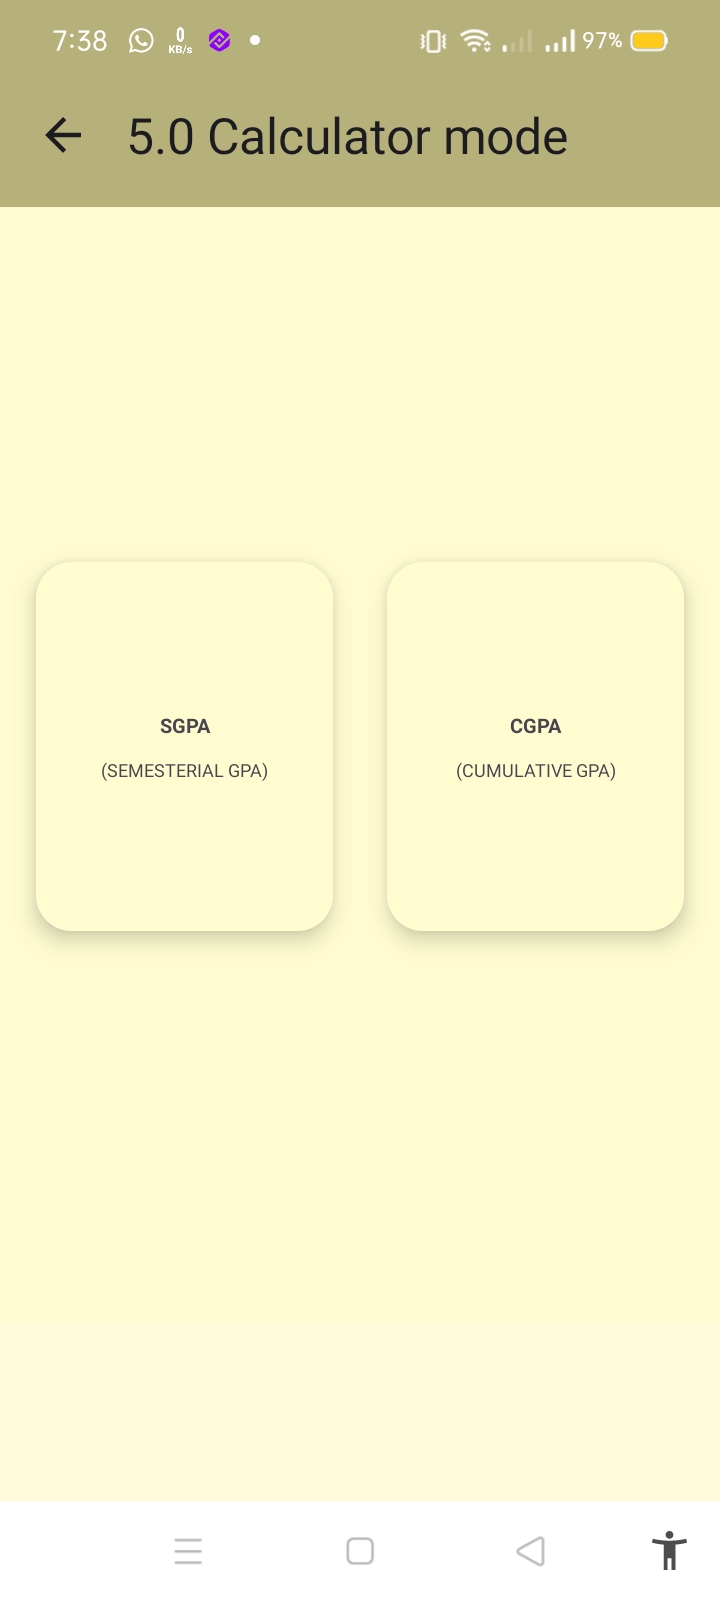 7:38 0 KB/s 97%
5.0 Calculator mode
SGPA CGPA
(SEMESTERIAL GPA) (CUMULATIVE GPA)